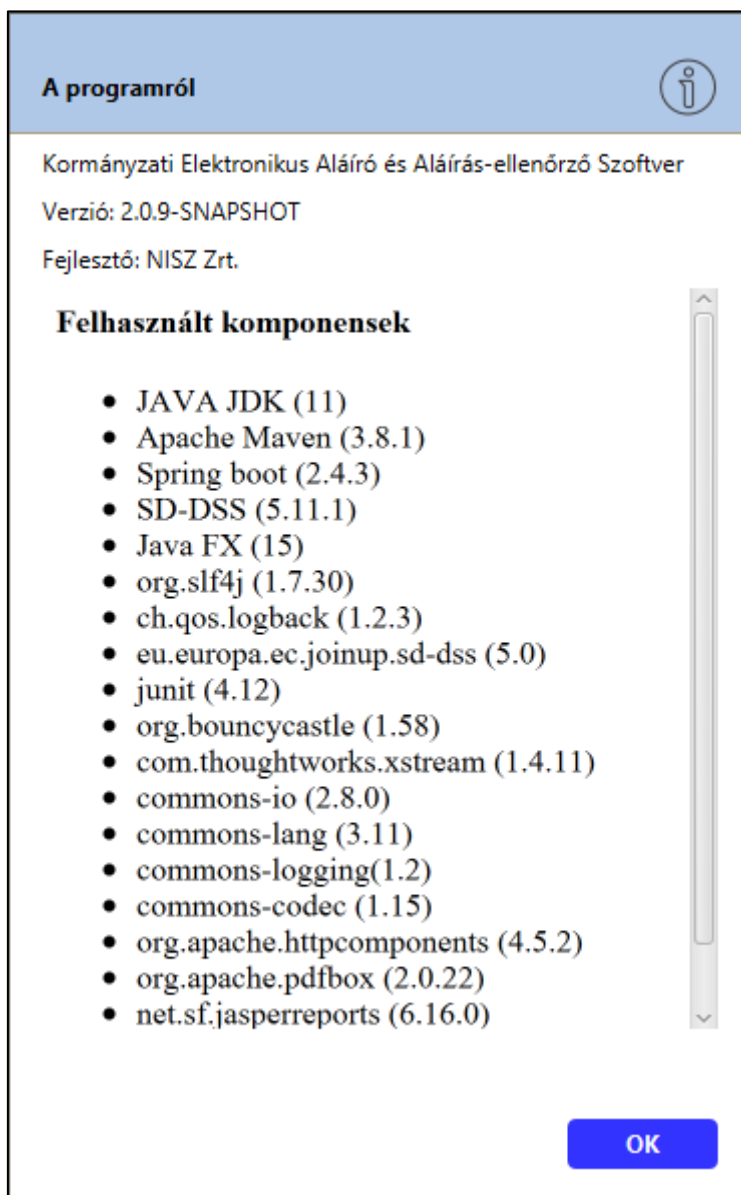 A programról
Kormányzati Elektronikus Aláíró és Aláírás-ellenőrző Szoftver
Verzió: 2.0.9-SNAPSHOT
Fejlesztő: NISZ Zrt.
Felhasznált komponensek
• JAVA JDK (11)
• Apache Maven (3.8.1)
• Spring boot (2.4.3)
• SD-DSS (5.11.1)
• Java FX (15)
• org.slf4j (1.7.30)
• ch.qos.logback (1.2.3)
• eu.europa.ec.joinup.sd-dss (5.0)
• junit (4.12)
• org.bouncycastle (1.58)
• com.thoughtworks.xstream (1.4.11)
• commons-io (2.8.0)
• commons-lang (3.11)
• commons-logging(1.2)
• commons-codec (1.15)
• org.apache.httpcomponents (4.5.2)
• org.apache.pdfbox (2.0.22)
• net.sf.jasperreports (6.16.0)
OK